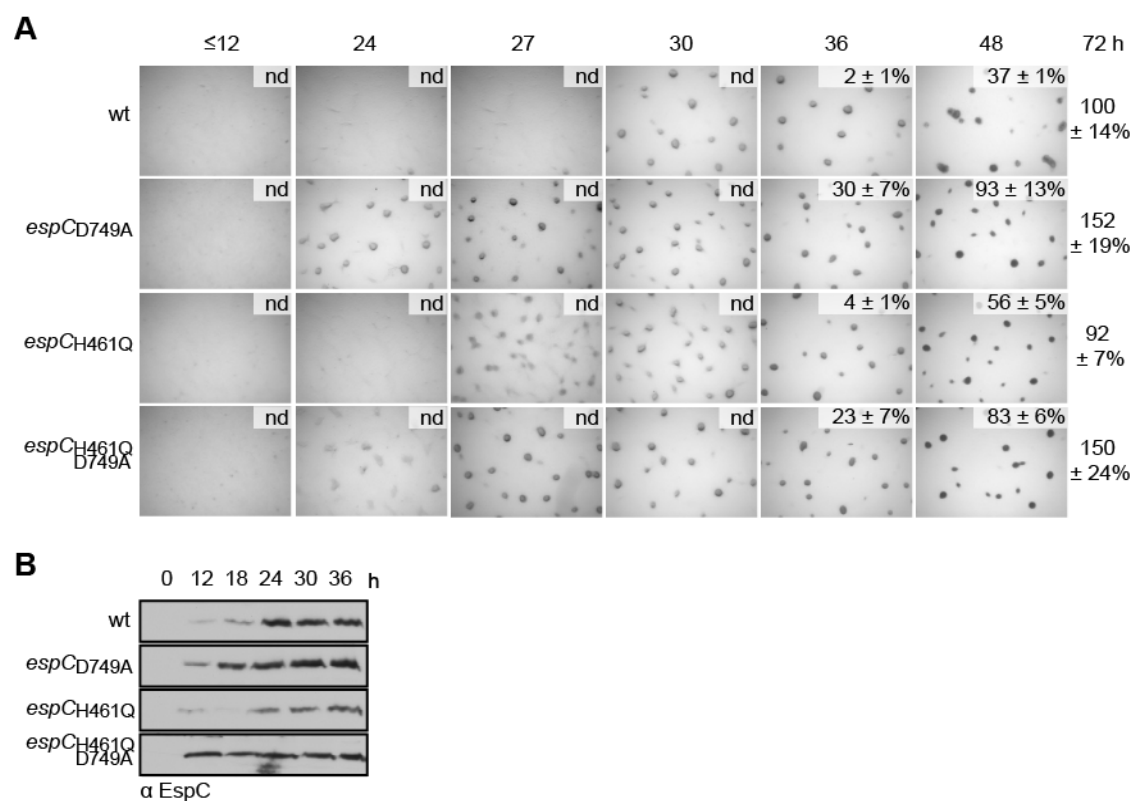 A
≤12 24 27 30 36 48 72 h
wt nd nd nd nd 2 ± 1% 37 ± 1% 100
± 14%
espCD749A nd nd nd nd 30 ± 7% 93 ± 13% 152
± 19%
espCH461Q nd nd nd nd 4 ± 1% 56 ± 5% 92
± 7%
espCH461Q nd nd nd nd 23 ± 7% 83 ± 6% 150
D749A ± 24%
B
0 12 18 24 30 36 h
wt
espCD749A
espCH461Q
espCH461Q
D749A
α EspC